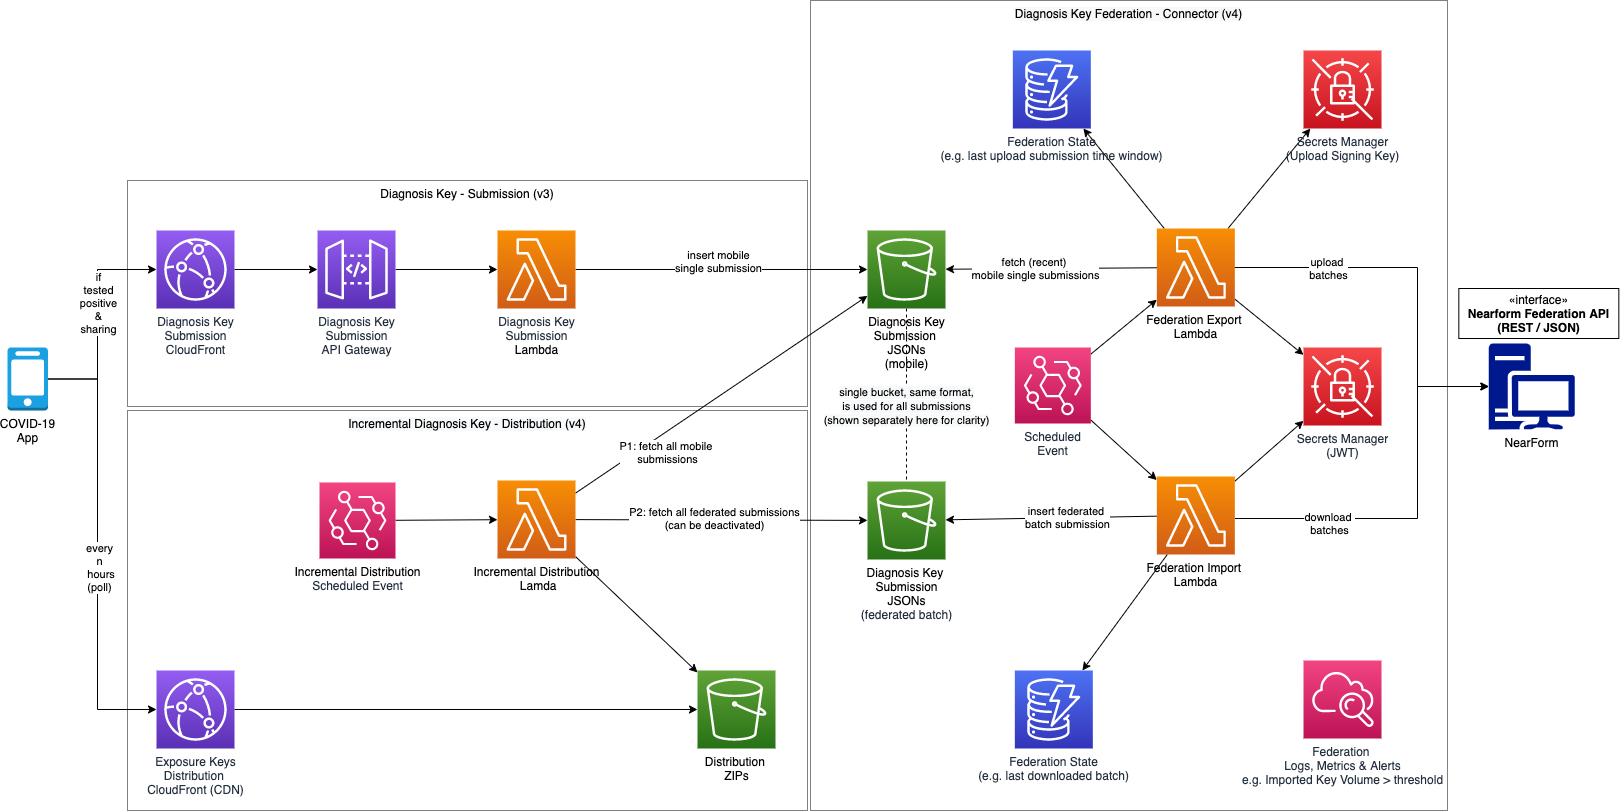 Diagnosis Key Federation - Connector (v4)
Federation State
(e.g. last upload submission time window)
Secrets Manager
(Upload Signing Key)
Diagnosis Key - Submission (v3)
if
tested
positive
&
sharing
Diagnosis Key
Submission
CloudFront
Diagnosis Key
Submission
API Gateway
Diagnosis Key
Submission
Lambda
insert mobile
single submission
Diagnosis Key
Submission
JSONs
(mobile)
fetch (recent)
mobile single submissions
Federation Export
Lambda
upload
batches
«interface»
Nearform Federation API
(REST / JSON)
NearForm
COVID-19
App
single bucket, same format,
is used for all submissions
(shown separately here for clarity)
Scheduled
Event
Secrets Manager
(JWT)
Incremental Diagnosis Key - Distribution (v4)
P1: fetch all mobile
submissions
P2: fetch all federated submissions
(can be deactivated)
Incremental Distribution
Scheduled Event
Incremental Distribution
Lamda
Diagnosis Key
Submission
JSONs
(federated batch)
insert federated
batch submission
Federation Import
Lambda
download
batches
every
n
hours
(poll)
Exposure Keys
Distribution
CloudFront (CDN)
Distribution
ZIPs
Federation State
(e.g. last downloaded batch)
Federation
Logs, Metrics & Alerts
e.g. Imported Key Volume > threshold